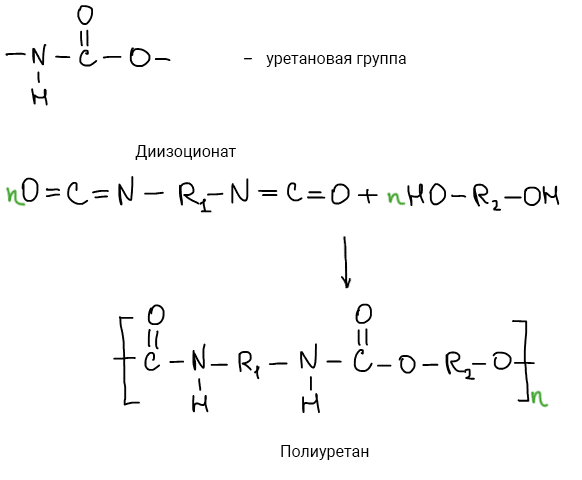 O
||
– N – C – O –   – уретановая группа
|
H
Диизоционат
nO=C=N – R₁–N=C=O + nHO–R₂–OH
↓
O   O
||   ||
[ – C – N – R₁ – N – C – O – R₂ – O – ]n
|   |
H   H
Полиуретан